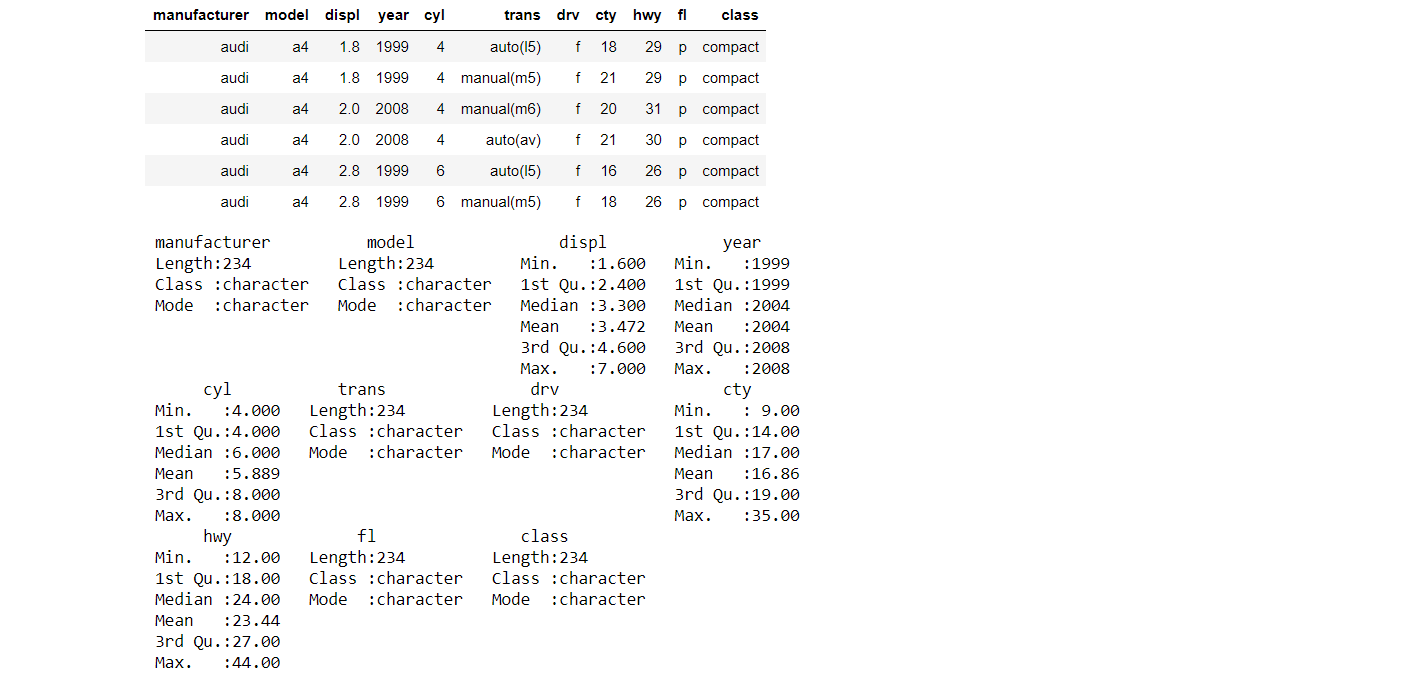 manufacturer model displ year cyl trans drv cty hwy fl class
audi a4 1.8 1999 4 auto(l5) f 18 29 p compact
audi a4 1.8 1999 4 manual(m5) f 21 29 p compact
audi a4 2.0 2008 4 manual(m6) f 20 31 p compact
audi a4 2.0 2008 4 auto(av) f 21 30 p compact
audi a4 2.8 1999 6 auto(l5) f 16 26 p compact
audi a4 2.8 1999 6 manual(m5) f 18 26 p compact
manufacturer model displ year
Length:234 Length:234 Min. :1.600 Min. :1999
Class :character Class :character 1st Qu.:2.400 1st Qu.:1999
Mode :character Mode :character Median :3.300 Median :2004
Mean :3.472 Mean :2004
3rd Qu.:4.600 3rd Qu.:2008
Max. :7.000 Max. :2008
cyl trans drv cty
Min. :4.000 Length:234 Length:234 Min. : 9.00
1st Qu.:4.000 Class :character Class :character 1st Qu.:14.00
Median :6.000 Mode :character Mode :character Median :17.00
Mean :5.889 Mean :16.86
3rd Qu.:8.000 3rd Qu.:19.00
Max. :8.000 Max. :35.00
hwy fl class
Min. :12.00 Length:234 Length:234
1st Qu.:18.00 Class :character Class :character
Median :24.00 Mode :character Mode :character
Mean :23.44
3rd Qu.:27.00
Max. :44.00